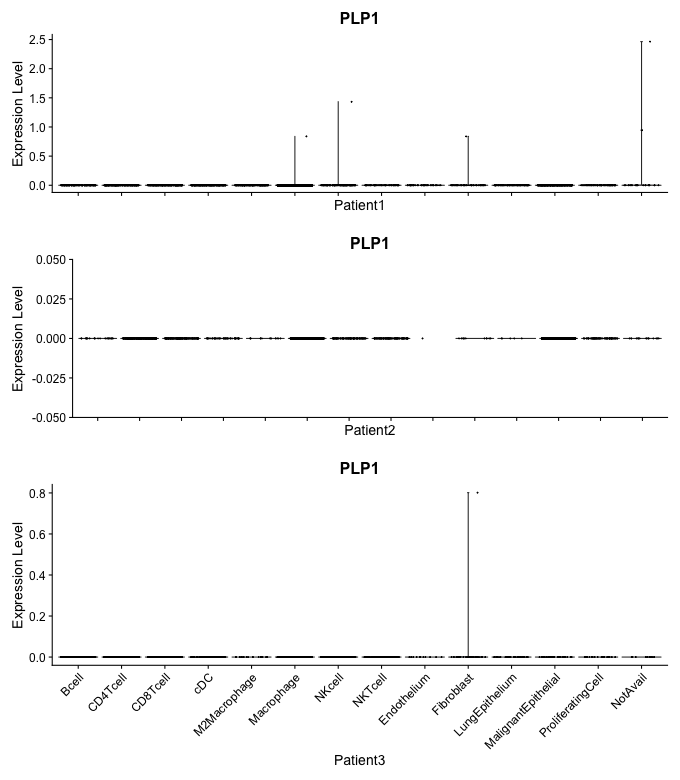 PLP1
Expression Level
2.5
2.0
1.5
1.0
0.5
0.0
Patient1
PLP1
Expression Level
0.050
0.025
0.000
-0.025
-0.050
Patient2
PLP1
Expression Level
0.8
0.6
0.4
0.2
0.0
Bcell
CD4Tcell
CD8Tcell
cDC
M2Macrophage
Macrophage
NKcell
NKTcell
Endothelium
Fibroblast
LungEpithelium
MalignantEpithelial
ProliferatingCell
NotAvail
Patient3